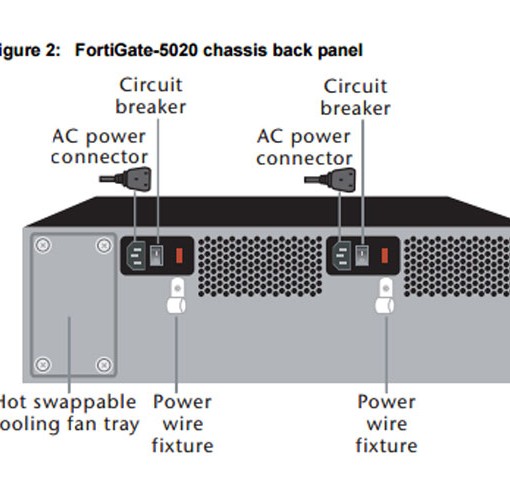 igure 2: FortiGate-5020 chassis back panel
Circuit
breaker
Circuit
breaker
AC power
connector
AC power
connector
Hot swappable
ooling fan tray
Power
wire
fixture
Power
wire
fixture